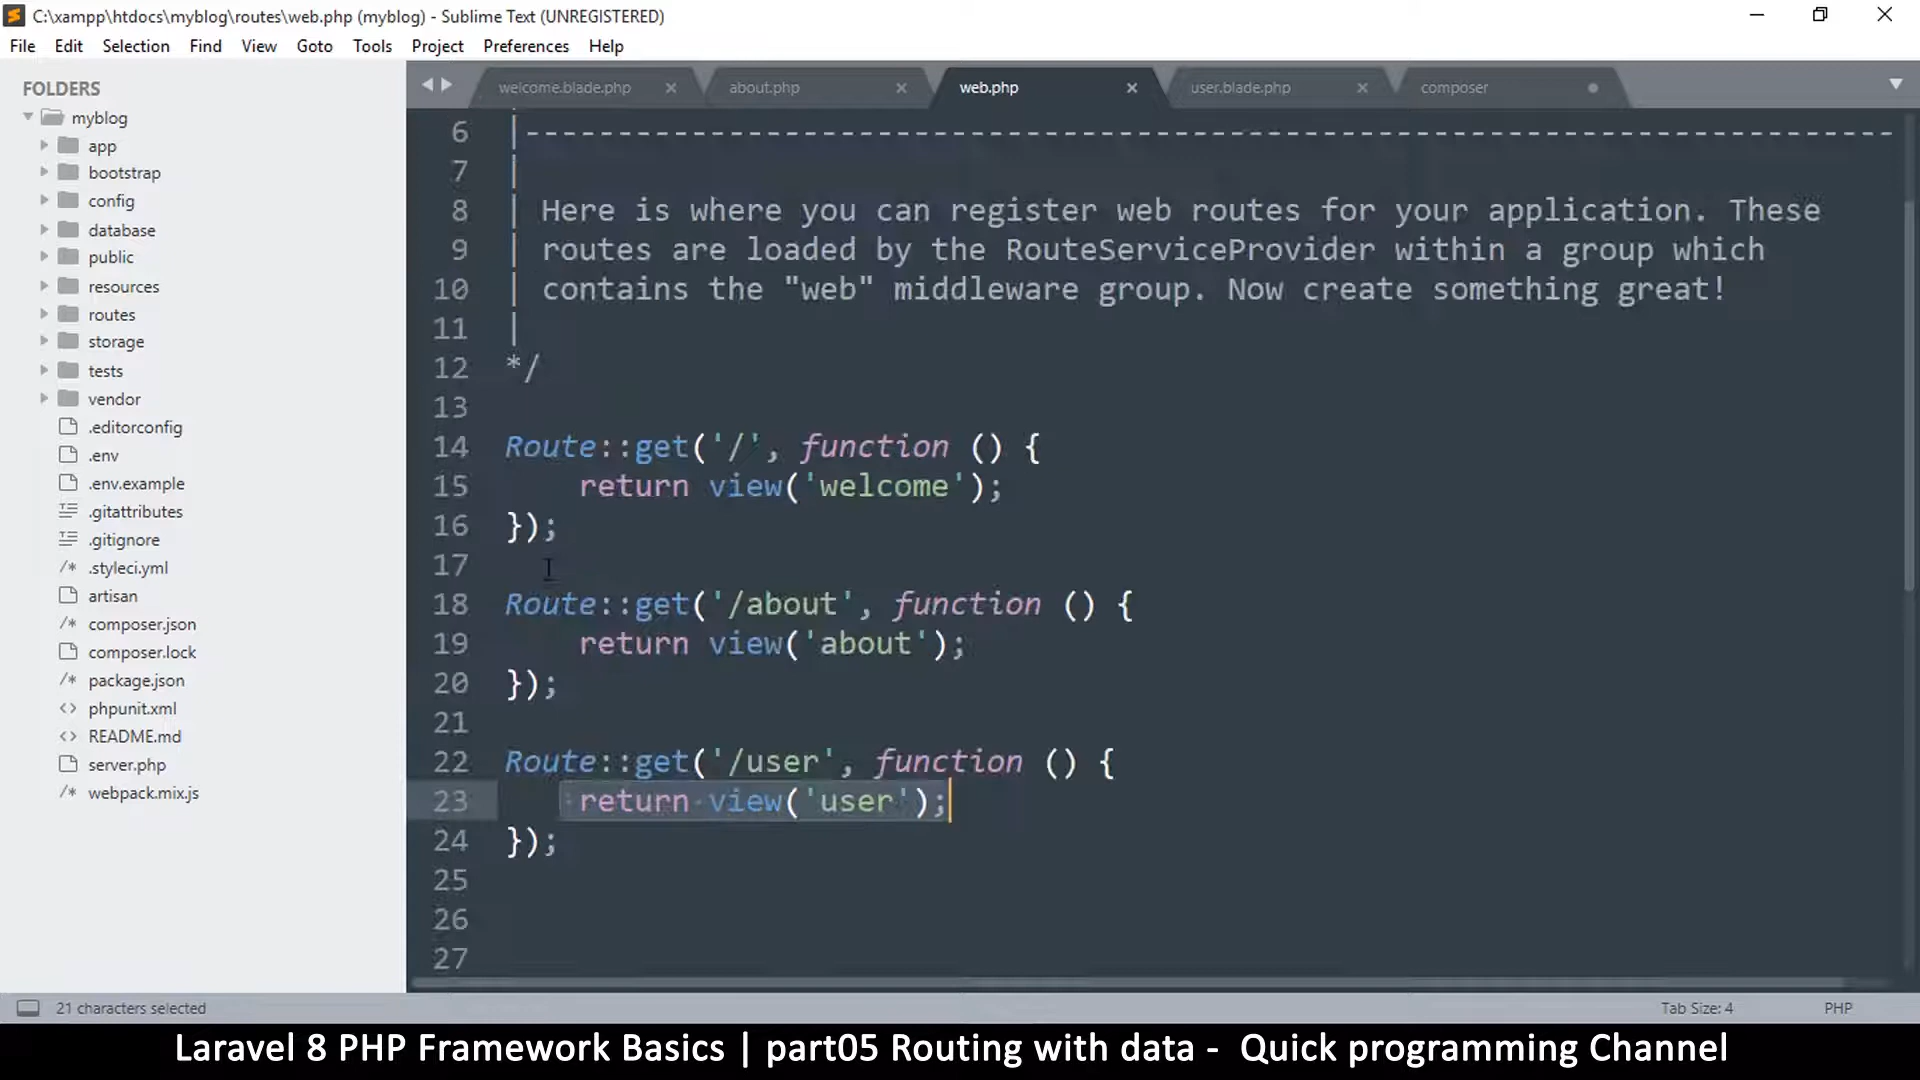 C:\xampp\htdocs\myblog\routes\web.php (myblog) - Sublime Text (UNREGISTERED)
File Edit Selection Find View Goto Tools Project Preferences Help
FOLDERS
myblog
app
bootstrap
config
database
public
resources
routes
storage
tests
vendor
.editorconfig
.env
.env.example
.gitattributes
.gitignore
/* .styleci.yml
artisan
/* composer.json
composer.lock
/* package.json
<> phpunit.xml
<> README.md
server.php
/* webpack.mix.js
welcome.blade.php about.php web.php user.blade.php composer
6 |--------------------------------------------------------------------------
7 |
8 | Here is where you can register web routes for your application. These
9 | routes are loaded by the RouteServiceProvider within a group which
10 | contains the "web" middleware group. Now create something great!
11 |
12 */
13
14 Route::get('/', function () {
15     return view('welcome');
16 });
17
18 Route::get('/about', function () {
19     return view('about');
20 });
21
22 Route::get('/user', function () {
23     return view('user');
24 });
25
26
27
21 characters selected Tab Size: 4 PHP
Laravel 8 PHP Framework Basics | part05 Routing with data - Quick programming Channel